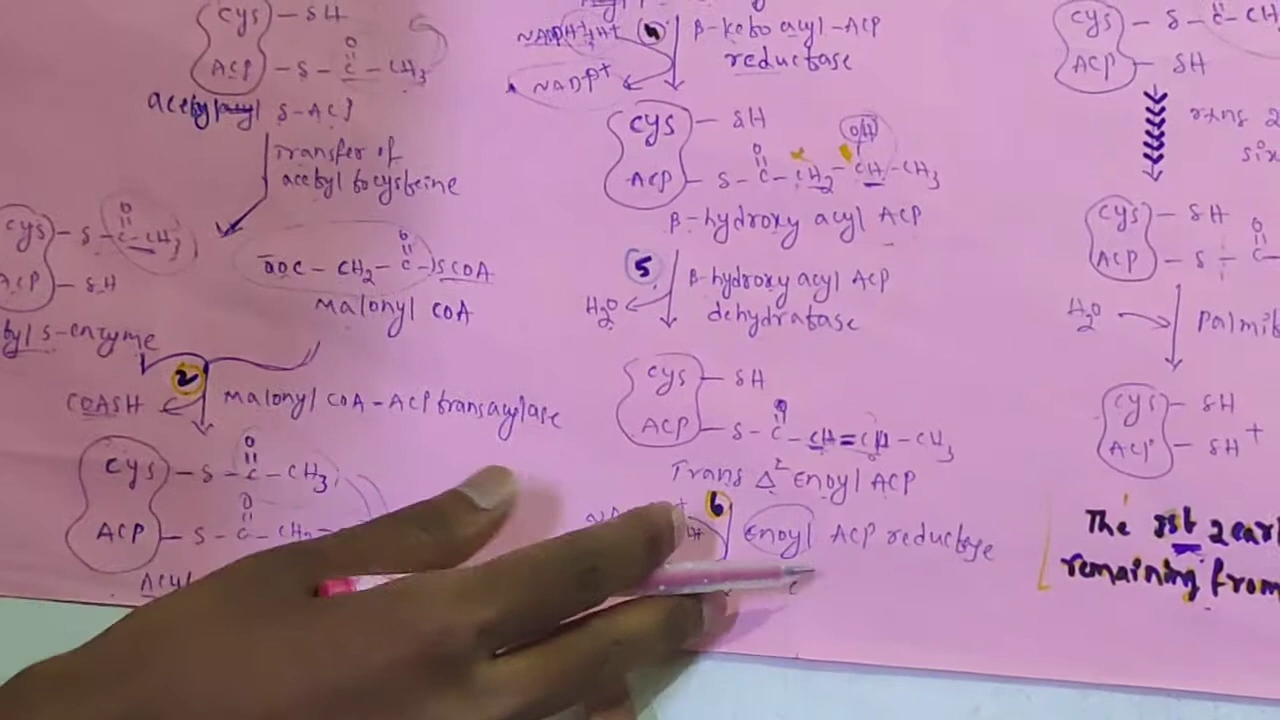 Cys - SH
O
ACP - S - C - CH3
S-AC
Transfer of
acetyl to cysteine
Cys - S - C - CH3
O
ACP - SH
-OOC - CH2 - C - SCOA
O
malonyl COA
S-enzyme
2
COASH
Malonyl COA-ACP transacylase
O
Cys - S - C - CH3
O
ACP - S - C - CH2
NADPH+H+
4
β-keto acyl-ACP
reductase
NADP+
Cys - SH
O
OH
ACP - S - C - CH2 - CH - CH3
β-hydroxy acyl ACP
5
β-hydroxy acyl ACP
dehydratase
H2O
Cys - SH
O
ACP - S - C - CH=CH - CH3
Trans Δ2 Enoyl ACP
6
Enoyl ACP reductase
Cys - S - C - CH
ACP - SH
Cys - SH
O
ACP - S - C -
H2O
Cys - SH
ACP - SH +
The
remaining from